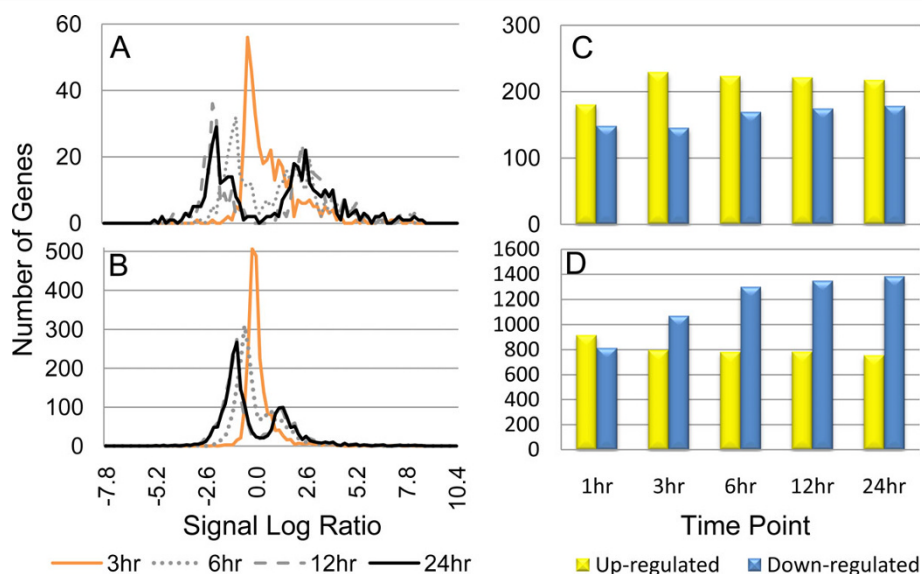 A
60
40
20
0
B
500
400
300
200
100
0
Number of Genes
-7.8 -5.2 -2.6 0.0 2.6 5.2 7.8 10.4
Signal Log Ratio
3hr 6hr 12hr 24hr
C
300
200
100
0
D
1600
1400
1200
1000
800
600
400
200
0
1hr 3hr 6hr 12hr 24hr
Time Point
Up-regulated Down-regulated